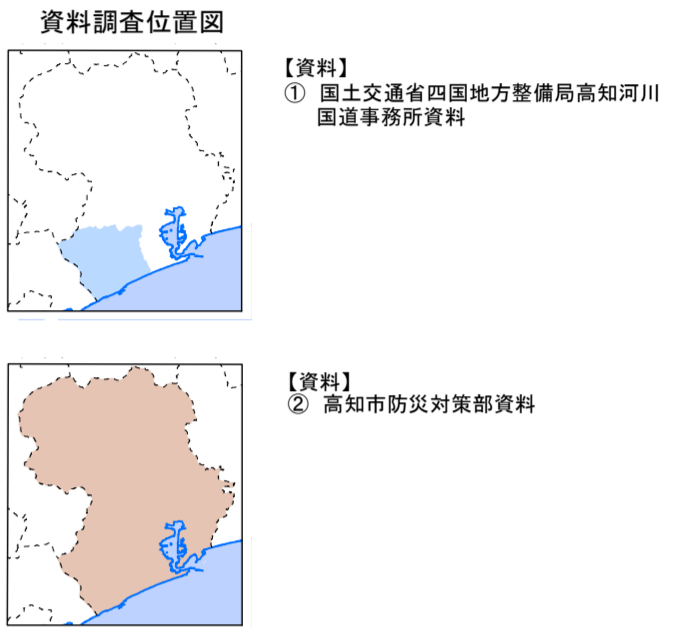 資料調査位置図
【資料】
① 国土交通省四国地方整備局高知河川
国道事務所資料
【資料】
② 高知市防災対策部資料